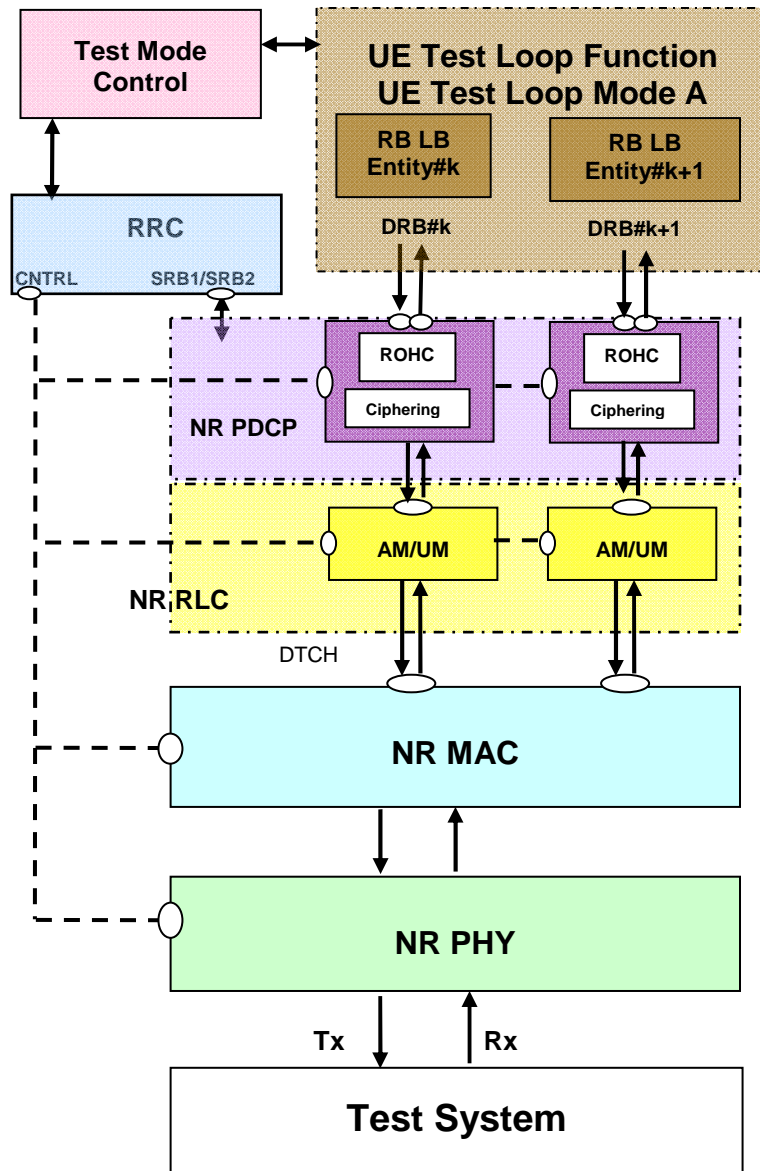 Test Mode
Control
UE Test Loop Function
UE Test Loop Mode A
RB LB
Entity#k
RB LB
Entity#k+1
DRB#k
DRB#k+1
RRC
CNTRL
SRB1/SRB2
ROHC
Ciphering
ROHC
Ciphering
NR PDCP
AM/UM
AM/UM
NR RLC
DTCH
NR MAC
NR PHY
Tx
Rx
Test System